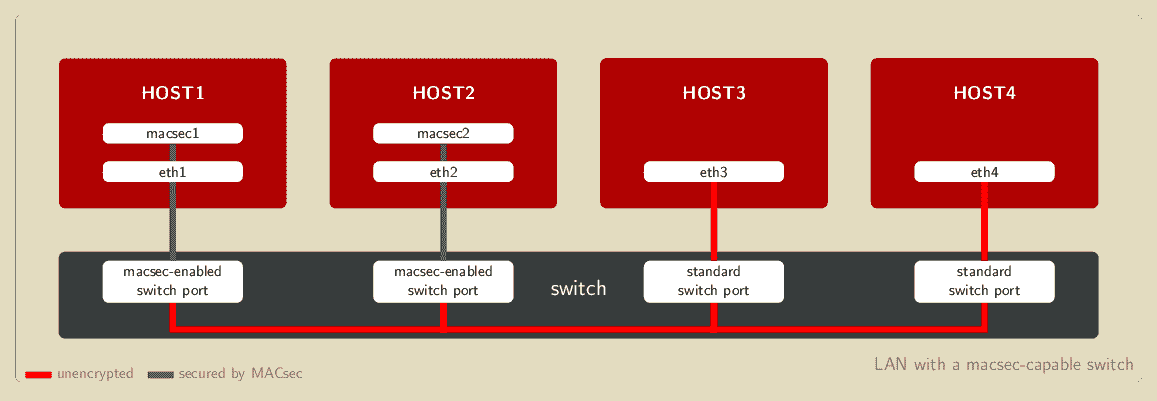 HOST1
HOST2
HOST3
HOST4
macsec1
macsec2
eth1
eth2
eth3
eth4
macsec-enabled
switch port
macsec-enabled
switch port
switch
standard
switch port
standard
switch port
LAN with a macsec-capable switch
unencrypted
secured by MACsec